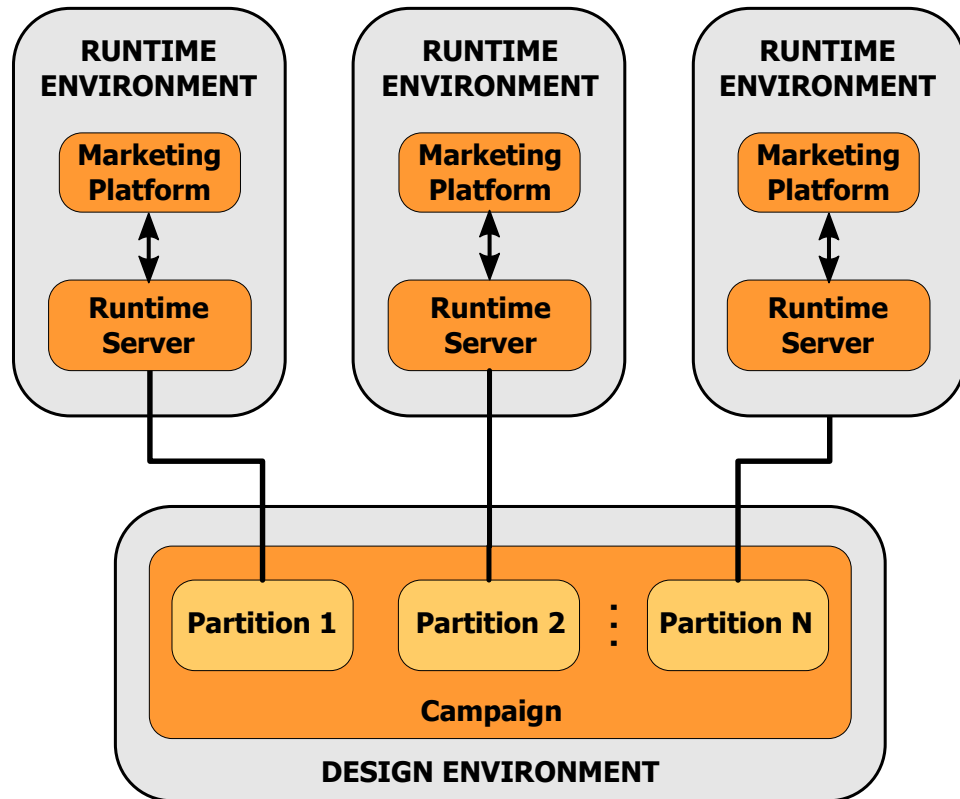 RUNTIME
ENVIRONMENT
Marketing
Platform
Runtime
Server
RUNTIME
ENVIRONMENT
Marketing
Platform
Runtime
Server
RUNTIME
ENVIRONMENT
Marketing
Platform
Runtime
Server
Partition 1
Partition 2
Partition N
Campaign
DESIGN ENVIRONMENT